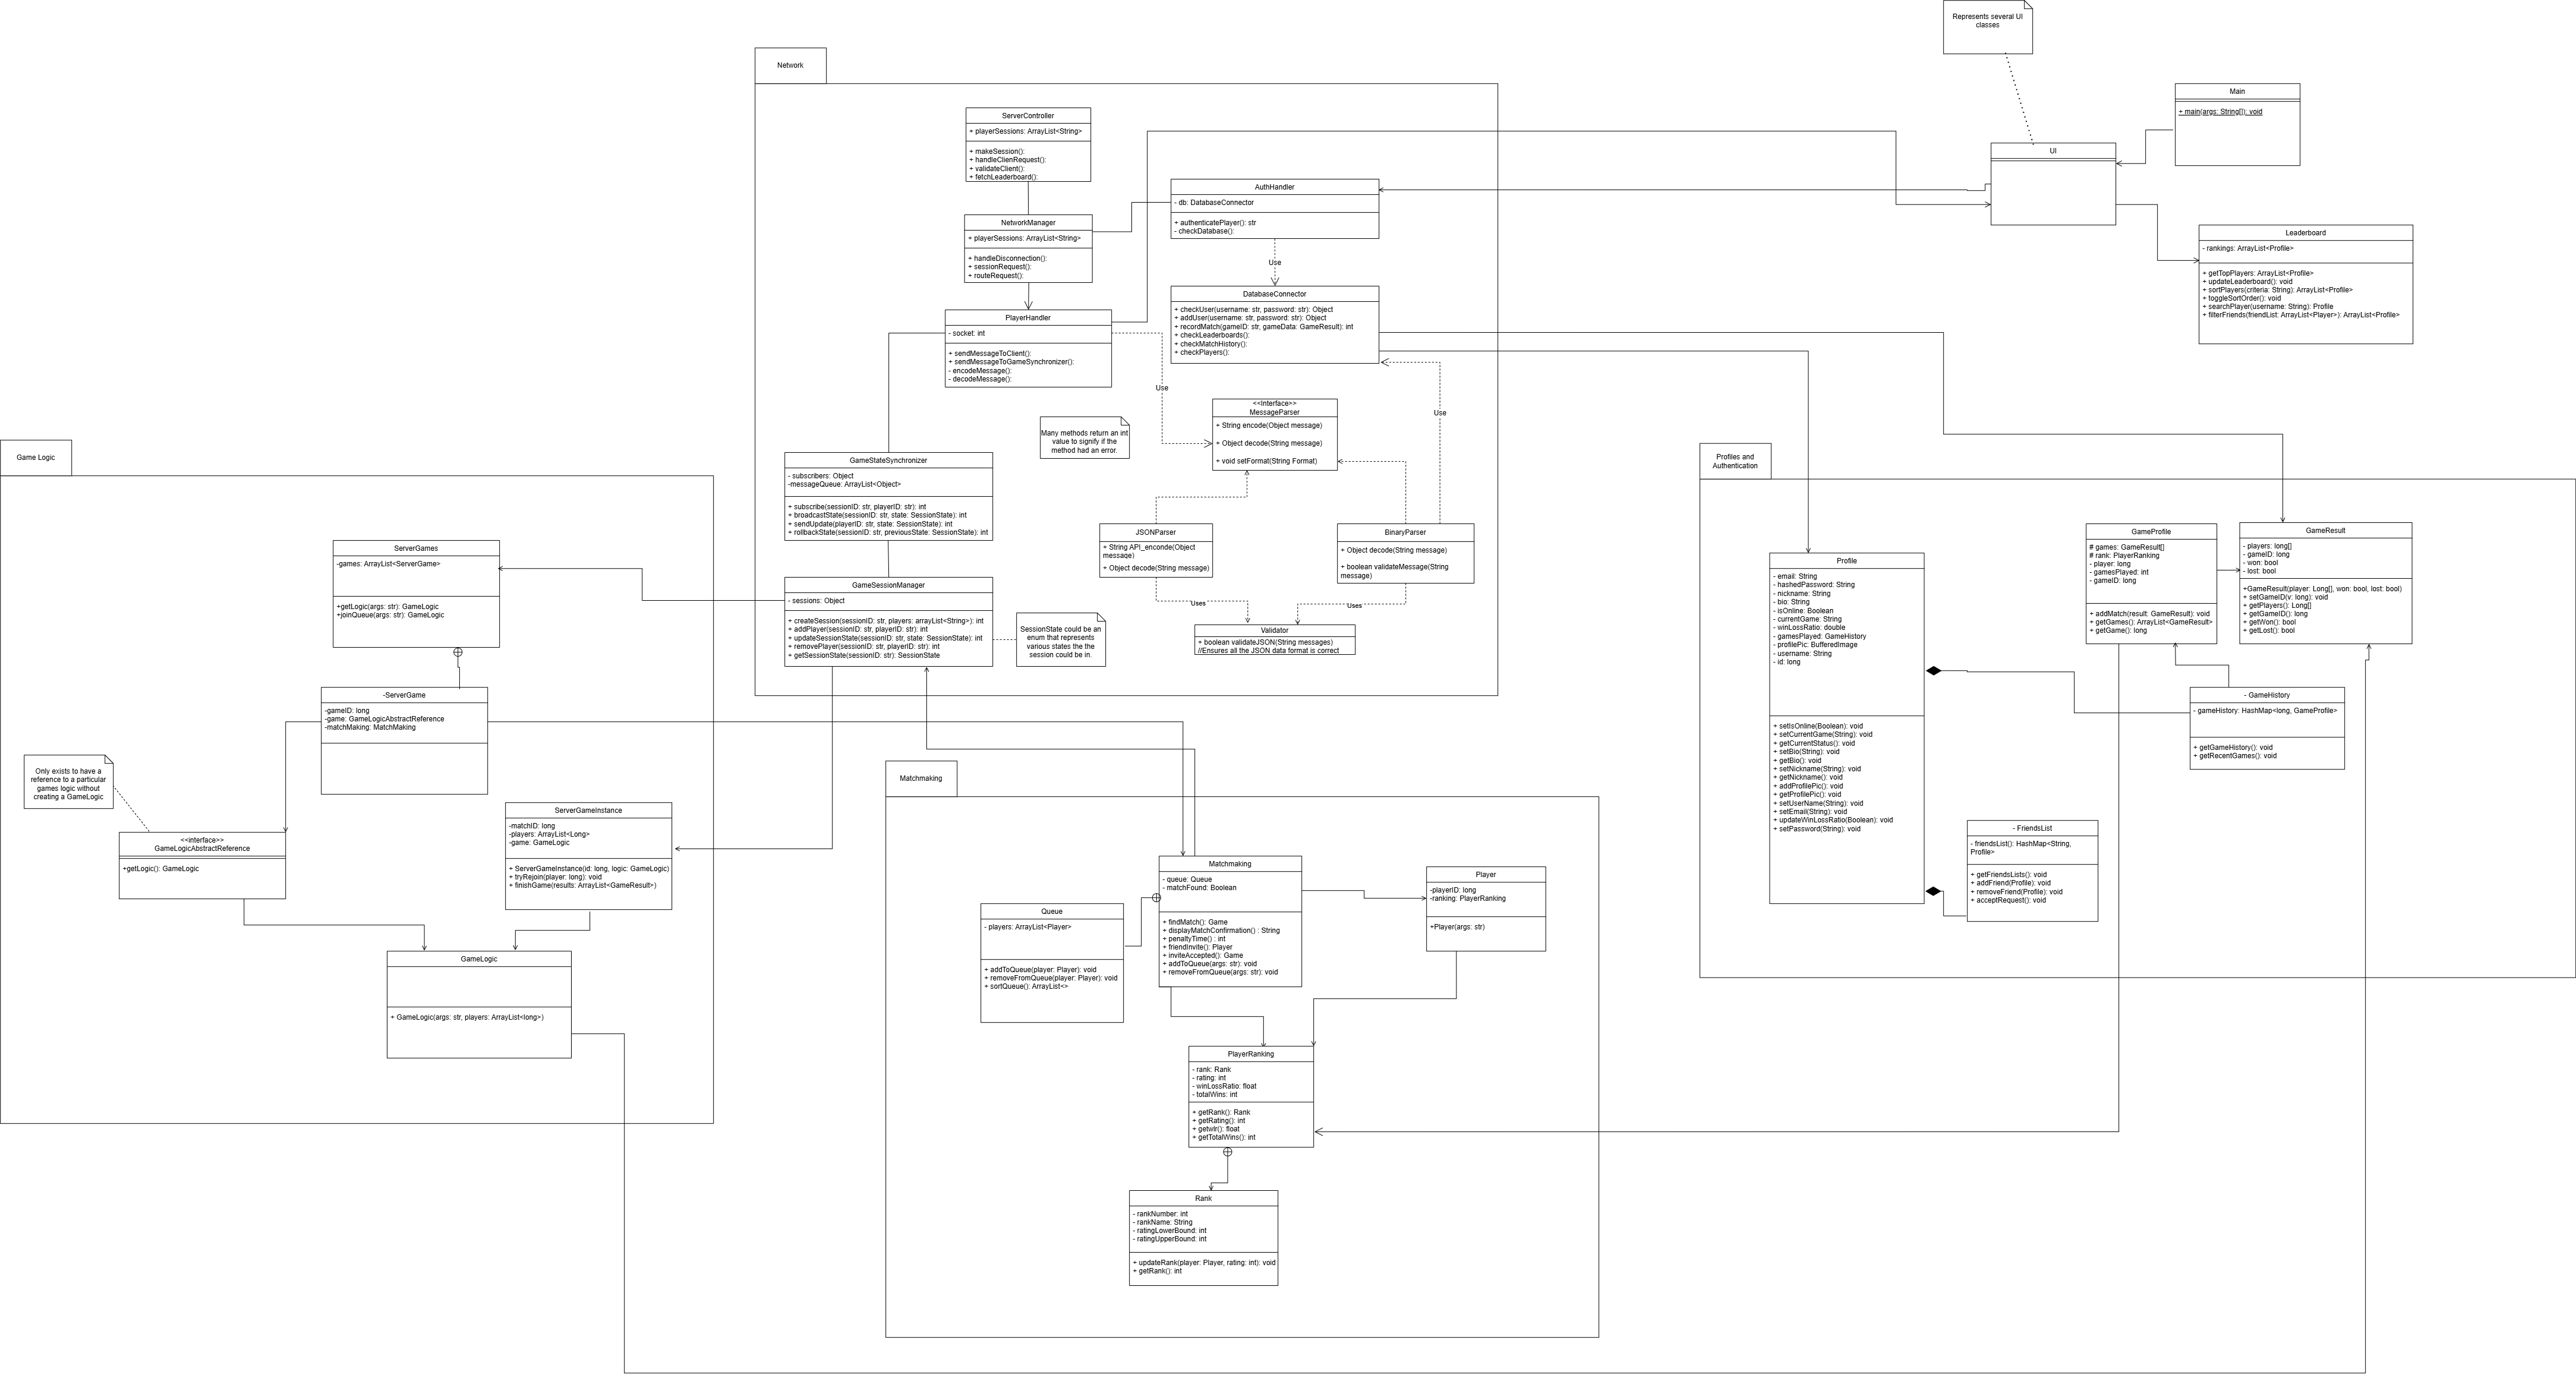 Represents several UI
classes
Network
Main
+ main(args: String[]): void
UI
Leaderboard
- rankings: ArrayList<Profile>
+ getTopPlayers: ArrayList<Profile>
+ updateLeaderboard(): void
+ sortPlayers(criteria: String): ArrayList<Profile>
+ toggleSortOrder(): void
+ searchPlayer(username: String): Profile
+ filterFriends(friendList: ArrayList<Player>): ArrayList<Profile>
ServerController
+ playerSessions: ArrayList<String>
+ makeSession():
+ handleClienRequest():
+ validateClient():
+ fetchLeaderboard():
NetworkManager
+ playerSessions: ArrayList<String>
+ handleDisconnection():
+ sessionRequest():
+ routeRequest():
AuthHandler
- db: DatabaseConnector
+ authenticatePlayer(): str
- checkDatabase():
Use
DatabaseConnector
+ checkUser(username: str, password: str): Object
+ addUser(username: str, password: str): Object
+ recordMatch(gameID: str, gameData: GameResult): int
+ checkLeaderboards():
+ checkMatchHistory():
+ checkPlayers():
PlayerHandler
- socket: int
+ sendMessageToClient():
+ sendMessageToGameSynchronizer():
- encodeMessage():
- decodeMessage():
Use
Use
Many methods return an int
value to signify if the
method had an error.
<<Interface>>
MessageParser
+ String encode(Object message)
+ Object decode(String message)
+ void setFormat(String Format)
GameStateSynchronizer
- subscribers: Object
-messageQueue: ArrayList<Object>
+ subscribe(sessionID: str, playerID: str): int
+ broadcastState(sessionID: str, state: SessionState): int
+ sendUpdate(playerID: str, state: SessionState): int
+ rollbackState(sessionID: str, previousState: SessionState): int
JSONParser
+ String API_enconde(Object
message)
+ Object decode(String message)
BinaryParser
+ Object decode(String message)
+ boolean validateMessage(String
message)
Uses
Uses
Validator
+ boolean validateJSON(String messages)
//Ensures all the JSON data format is correct
GameSessionManager
- sessions: Object
+ createSession(sessionID: str, players: arrayList<String>): int
+ addPlayer(sessionID: str, playerID: str): int
+ updateSessionState(sessionID: str, state: SessionState): int
+ removePlayer(sessionID: str, playerID: str): int
+ getSessionState(sessionID: str): SessionState
SessionState could be an
enum that represents
various states the the
session could be in.
Game Logic
ServerGames
-games: ArrayList<ServerGame>
+getLogic(args: str): GameLogic
+joinQueue(args: str): GameLogic
-ServerGame
-gameID: long
-game: GameLogicAbstractReference
-matchMaking: MatchMaking
Only exists to have a
reference to a particular
games logic without
creating a GameLogic
<<interface>>
GameLogicAbstractReference
+getLogic(): GameLogic
ServerGameInstance
-matchID: long
-players: ArrayList<Long>
-game: GameLogic
+ ServerGameInstance(id: long, logic: GameLogic)
+ tryRejoin(player: long): void
+ finishGame(results: ArrayList<GameResult>)
GameLogic
+ GameLogic(args: str, players: ArrayList<long>)
Matchmaking
Matchmaking
- queue: Queue
- matchFound: Boolean
+ findMatch(): Game
+ displayMatchConfirmation() : String
+ penaltyTime() : int
+ friendInvite(): Player
+ inviteAccepted(): Game
+ addToQueue(args: str): void
+ removeFromQueue(args: str): void
Player
-playerID: long
-ranking: PlayerRanking
+Player(args: str)
Queue
- players: ArrayList<Player>
+ addToQueue(player: Player): void
+ removeFromQueue(player: Player): void
+ sortQueue(): ArrayList<>
PlayerRanking
- rank: Rank
- rating: int
- winLossRatio: float
- totalWins: int
+ getRank(): Rank
+ getRating(): int
+ getwlr(): float
+ getTotalWins(): int
Rank
- rankNumber: int
- rankName: String
- ratingLowerBound: int
- ratingUpperBound: int
+ updateRank(player: Player, rating: int): void
+ getRank(): int
Profiles and
Authentication
Profile
- email: String
- hashedPassword: String
- nickname: String
- bio: String
- isOnline: Boolean
- currentGame: String
- winLossRatio: double
- gamesPlayed: GameHistory
- profilePic: BufferedImage
- username: String
- id: long
+ setIsOnline(Boolean): void
+ setCurrentGame(String): void
+ getCurrentStatus(): void
+ setBio(String): void
+ getBio(): void
+ setNickname(String): void
+ getNickname(): void
+ addProfilePic(): void
+ getProfilePic(): void
+ setUserName(String): void
+ setEmail(String): void
+ updateWinLossRatio(Boolean): void
+ setPassword(String): void
GameProfile
# games: GameResult[]
# rank: PlayerRanking
- player: long
- gamesPlayed: int
- gameID: long
+ addMatch(result: GameResult): void
+ getGames(): ArrayList<GameResult>
+ getGame(): long
GameResult
- players: long[]
- gameID: long
- won: bool
- lost: bool
+GameResult(player: Long[], won: bool, lost: bool)
+ setGameID(v: long): void
+ getPlayers(): Long[]
+ getGameID(): long
+ getWon(): bool
+ getLost(): bool
- GameHistory
- gameHistory: HashMap<long, GameProfile>
+ getGameHistory(): void
+ getRecentGames(): void
- FriendsList
- friendsList(): HashMap<String,
Profile>
+ getFriendsLists(): void
+ addFriend(Profile): void
+ removeFriend(Profile): void
+ acceptRequest(): void